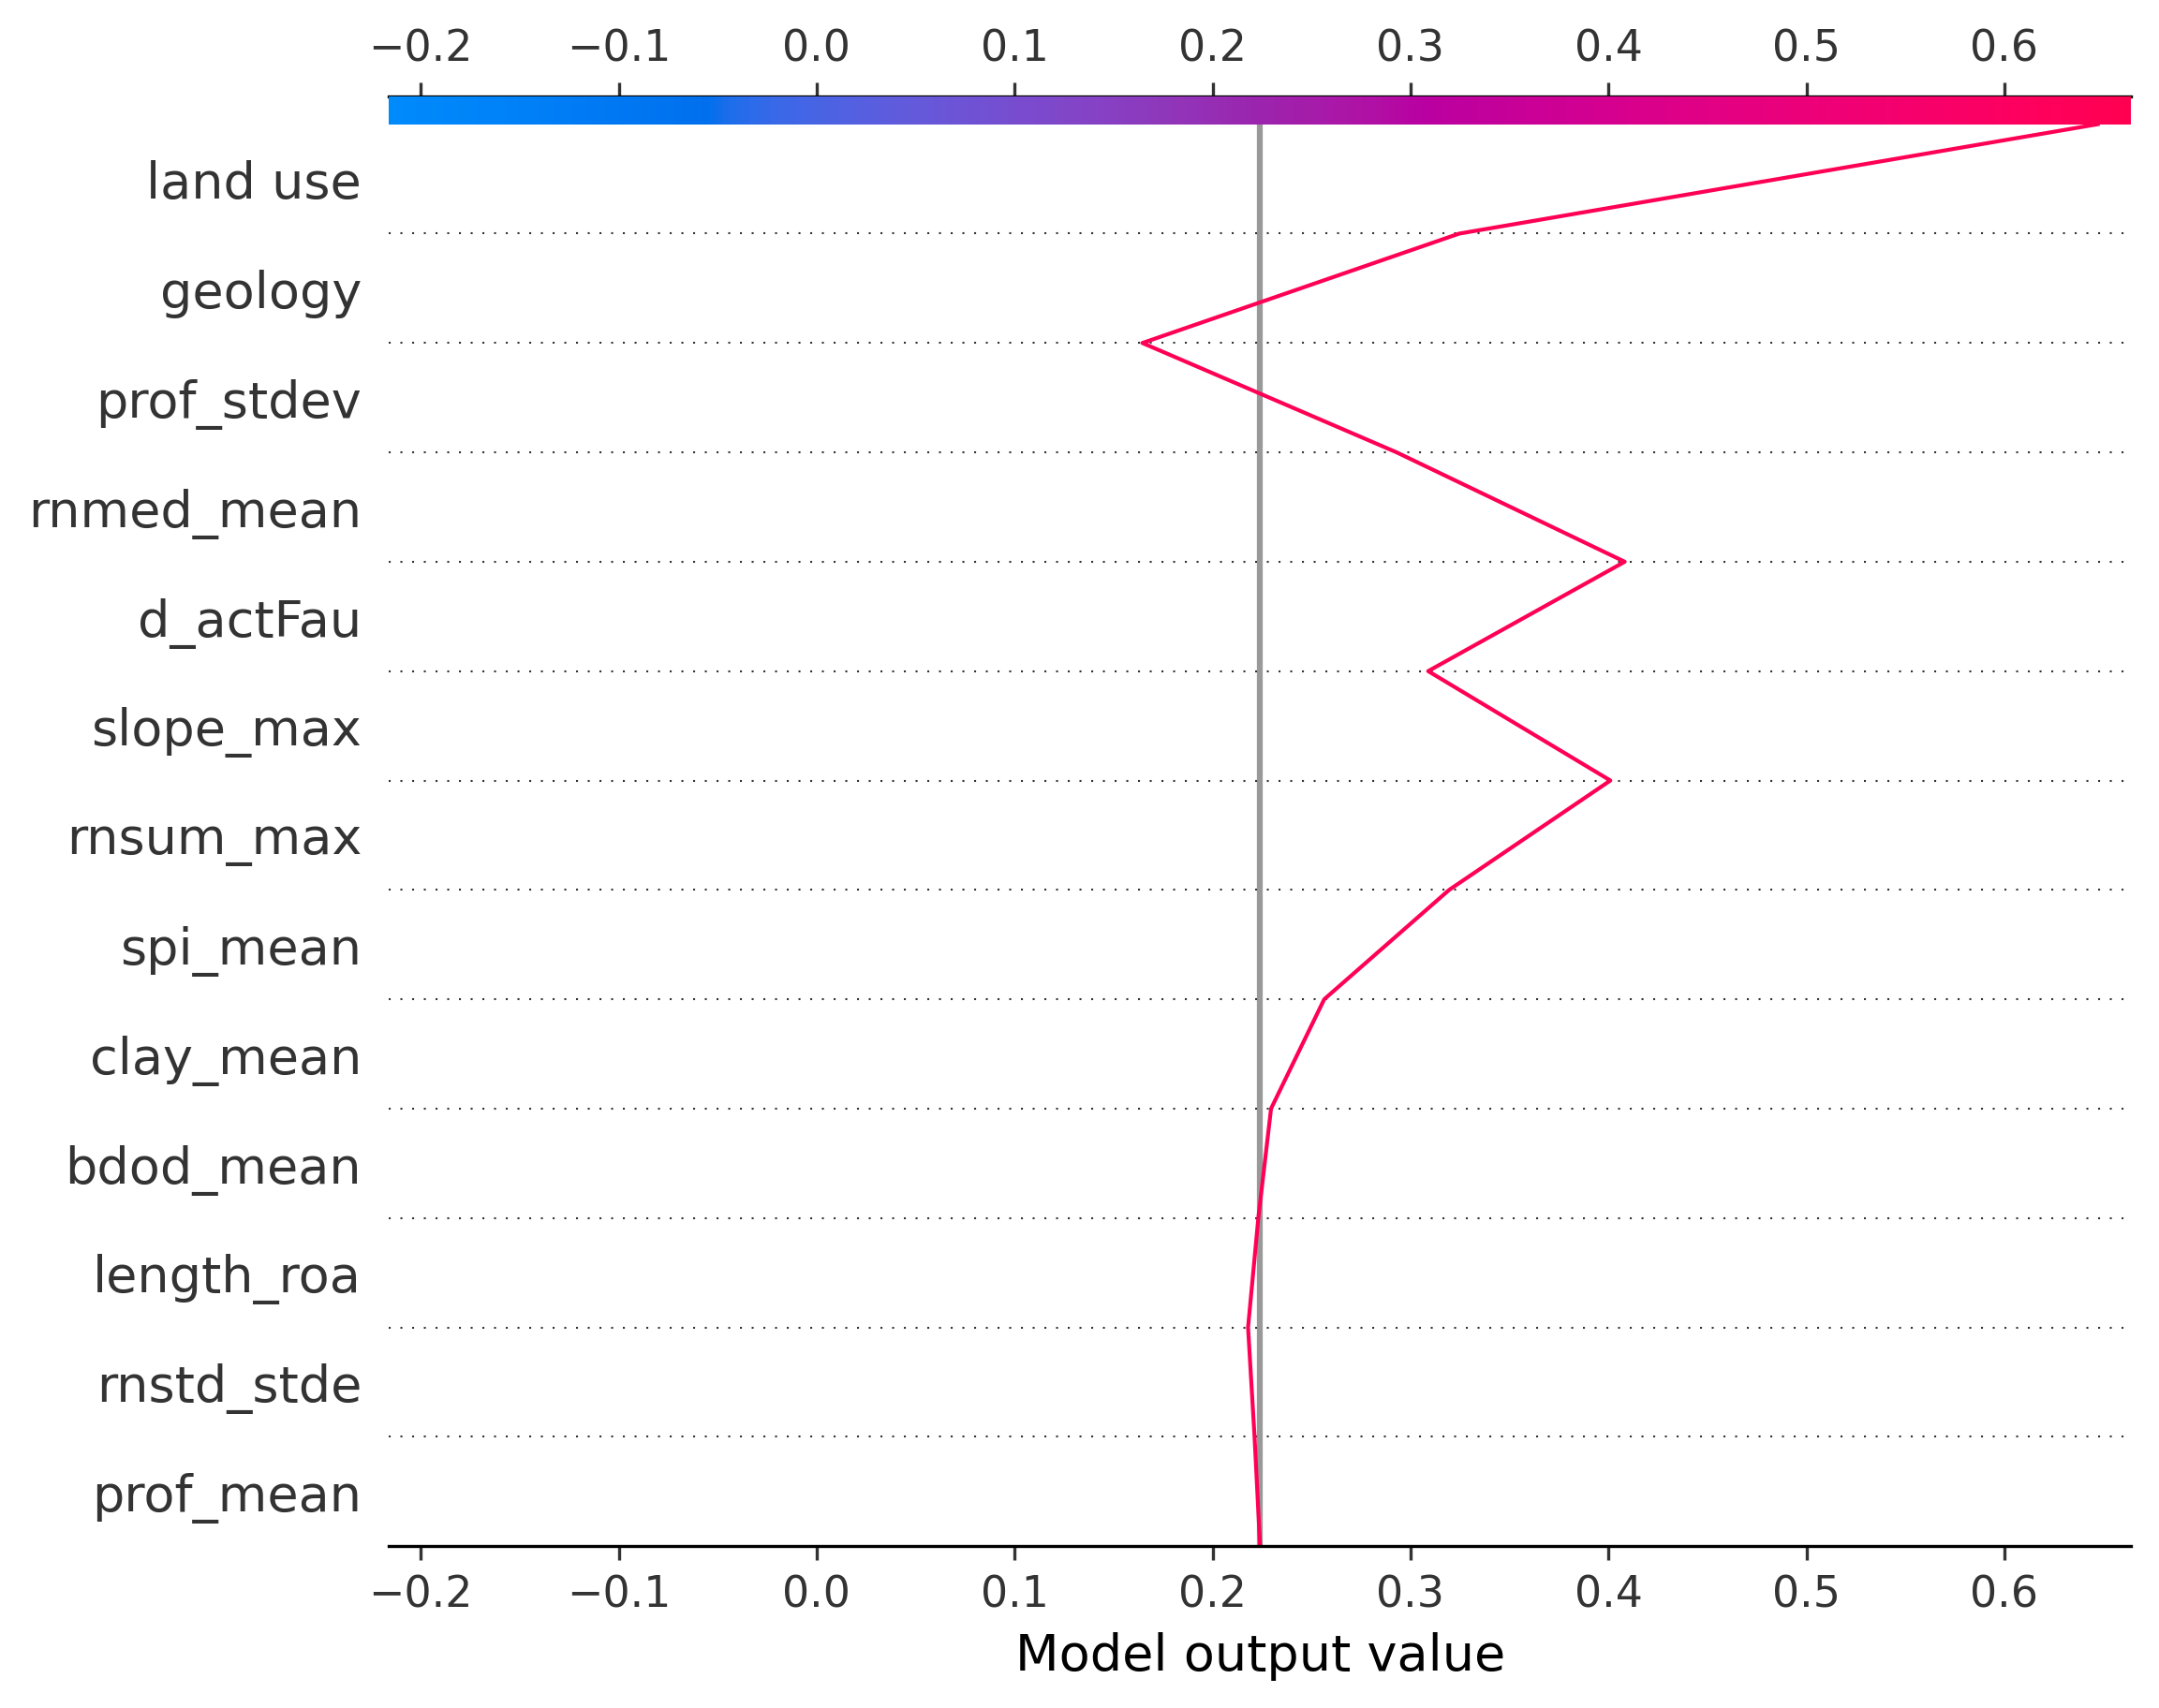 −0.2 −0.1 0.0 0.1 0.2 0.3 0.4 0.5 0.6
land use
geology
prof_stdev
rnmed_mean
d_actFau
slope_max
rnsum_max
spi_mean
clay_mean
bdod_mean
length_roa
rnstd_stde
prof_mean
−0.2 −0.1 0.0 0.1 0.2 0.3 0.4 0.5 0.6
Model output value